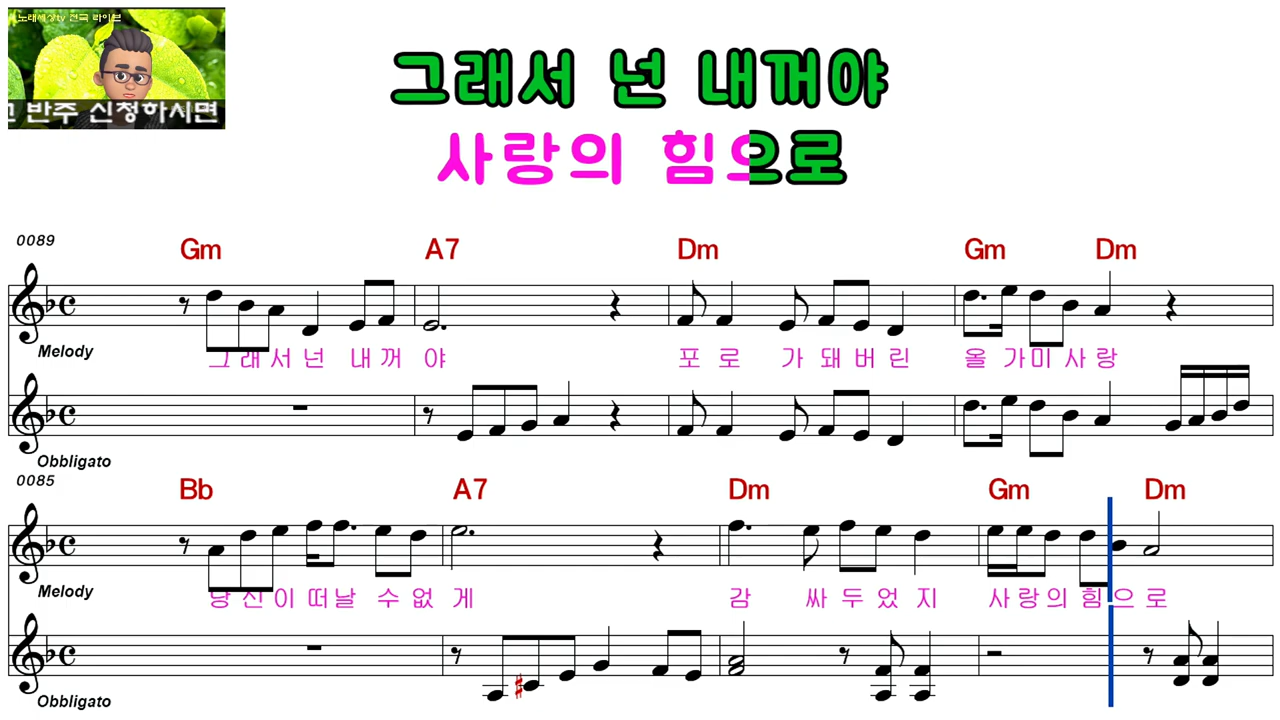 노래세상tv 전국 라이브
고 반주 신청하시면
그래서 넌 내꺼야
사랑의 힘으로
0089
Gm A7 Dm Gm Dm
Melody
그래서넌 내꺼야 포로 가돼버린 올가미사랑
Obbligato
0085
Bb A7 Dm Gm Dm
Melody
당신이떠날 수없게 감 싸두었지 사랑의힘으로
Obbligato